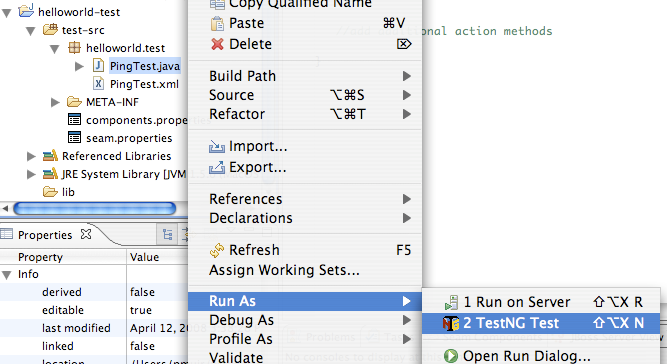 Copy Qualified Name
helloworld-test
Paste ⌘V
onal action methods
test-src
Delete ⌦
helloworld.test
PingTest.java
Build Path
PingTest.xml
Source ⌥⌘S
META-INF
Refactor ⌥⌘T
components.prope
seam.properties
Import...
Referenced Libraries
Export...
JRE System Library [JVM
lib
References
Declarations
Properties
Refresh F5
Property Value
Assign Working Sets...
Info
derived false
Run As
1 Run on Server ⇧⌥X R
editable true
Debug As
2 TestNG Test ⇧⌥X N
last modified April 12, 2
Profile As
linked false
Validate
Open Run Dialog...
location